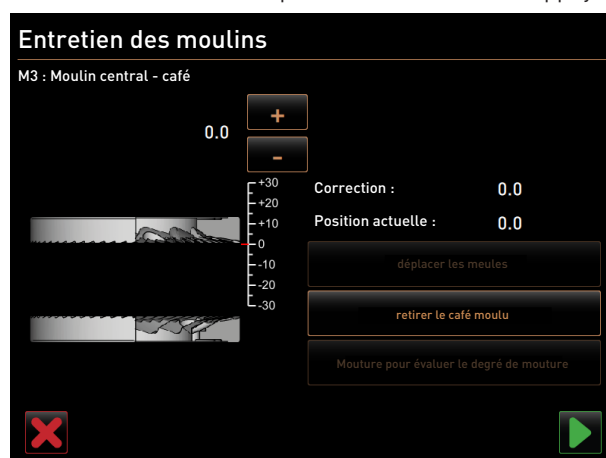 Entretien des moulins
M3 : Moulin central - café
0.0
+
-
+30
+20
+10
0
-10
-20
-30
Correction : 0.0
Position actuelle : 0.0
déplacer les meules
retirer le café moulu
Mouture pour évaluer le degré de mouture